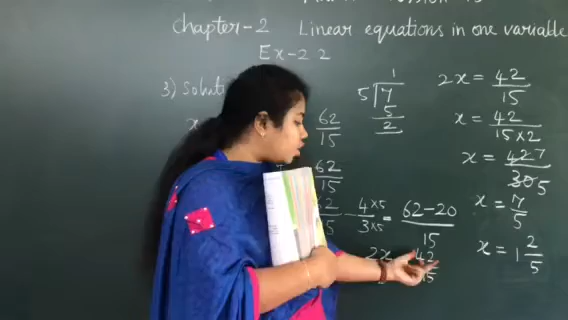 Chapter-2 Linear equations in one variable
Ex-2.2
3) Soluti
x
62/15
62/15
62/15 - 4×5/3×5 = 62-20/15
2x 42/15
1
5)7
5
2
2x = 42/15
x = 42/15×2
x = 42 7/30 5
x = 7/5
x = 1 2/5